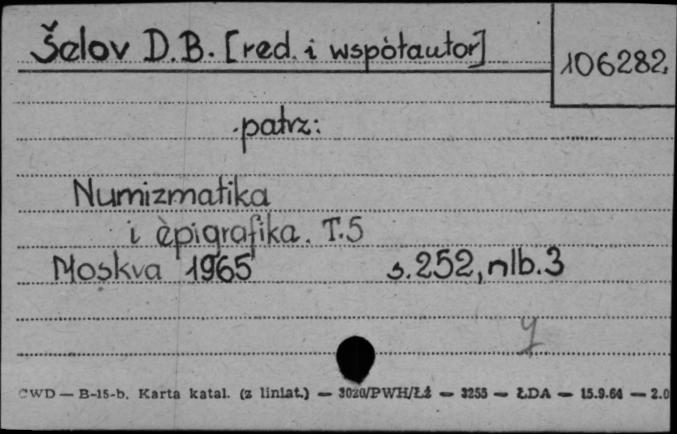 Šelov D.B. [red. i współautor]
106282.
patrz:
Numizmatika
i èpigrafika. T.5
Moskva 1965 s.252, nlb.3
y
CWD — B-15-b. Karta katal. (z liniat.) — 3020/PWH/Łż — 3255 — ŁDA — 15.9.64 — 2.0